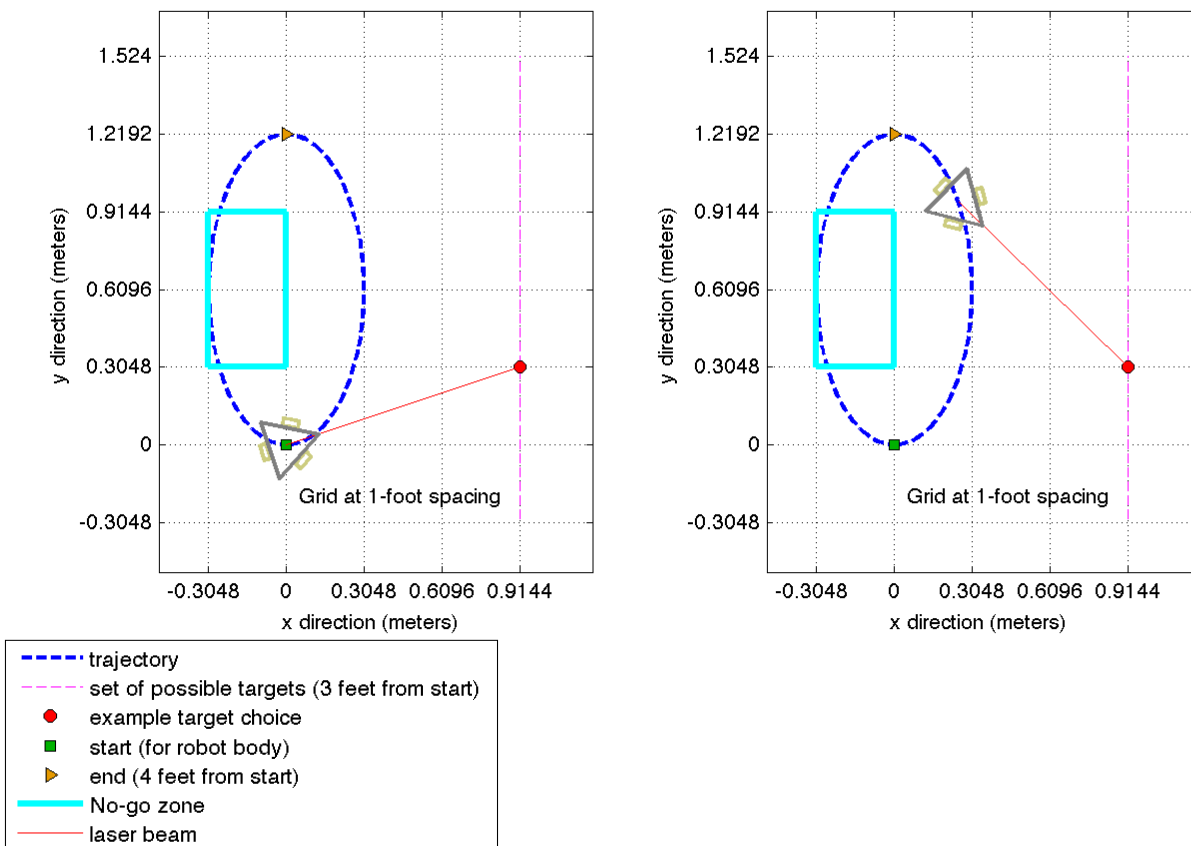 1.524
1.2192
0.9144
0.6096
0.3048
0
-0.3048
y direction (meters)
Grid at 1-foot spacing
-0.3048 0 0.3048 0.6096 0.9144
x direction (meters)
1.524
1.2192
0.9144
0.6096
0.3048
0
-0.3048
y direction (meters)
Grid at 1-foot spacing
-0.3048 0 0.3048 0.6096 0.9144
x direction (meters)
trajectory
set of possible targets (3 feet from start)
example target choice
start (for robot body)
end (4 feet from start)
No-go zone
laser beam